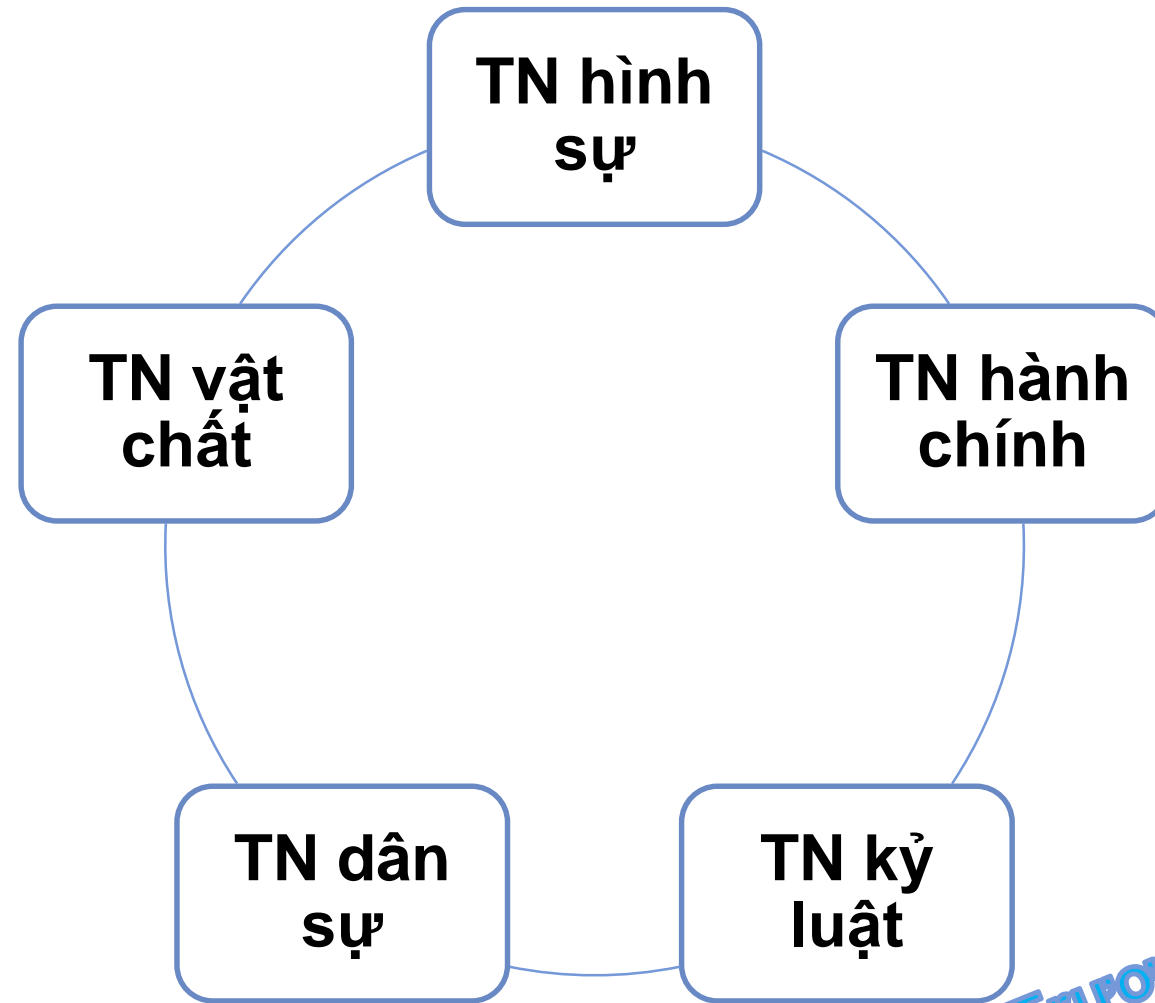 TN hình
sự
TN vật
chất
TN hành
chính
TN dân
sự
TN kỷ
luật